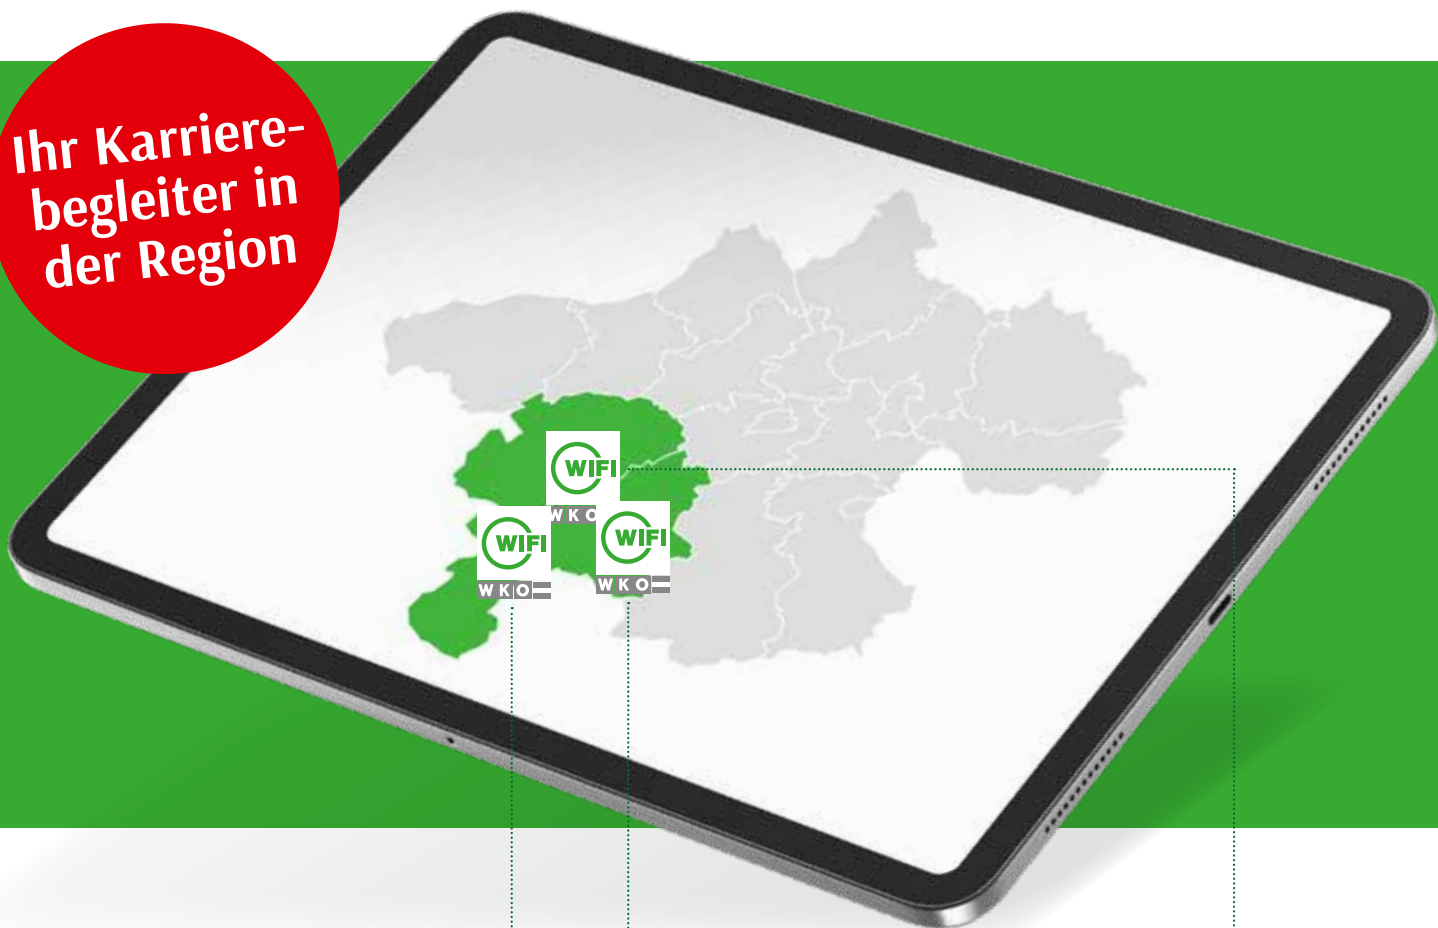 Ihr Karriere-
begleiter in
der Region
WIFI
WKO
WIFI
WKO
WIFI
WKO